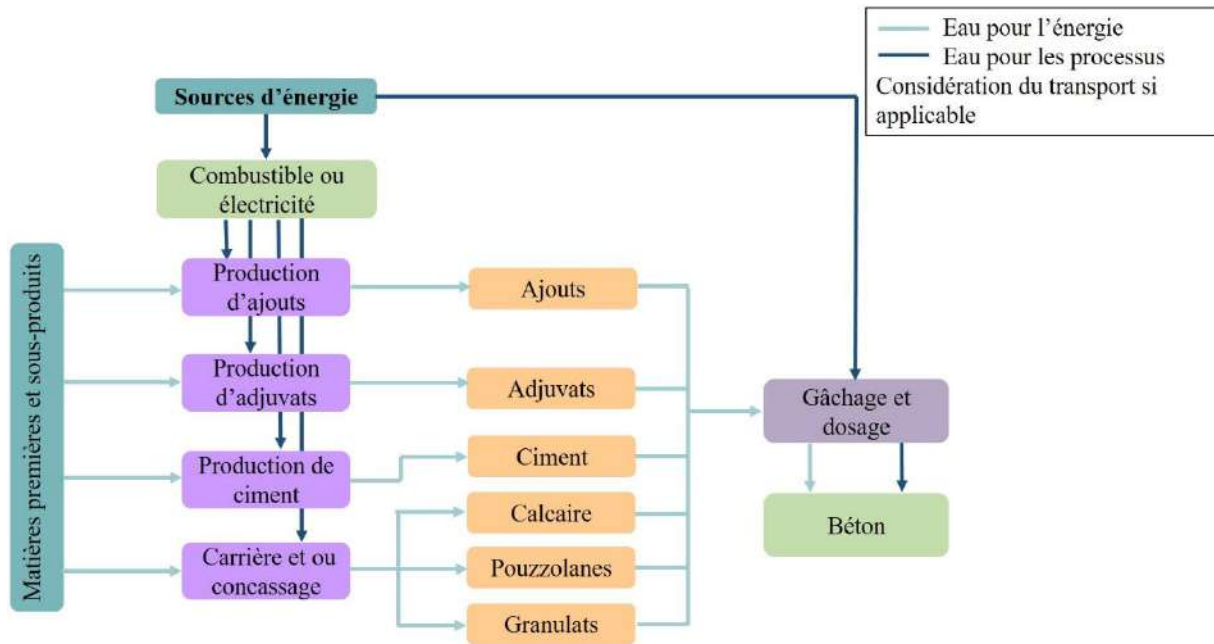 Eau pour l'énergie
Eau pour les processus
Considération du transport si
applicable
Sources d'énergie
Combustible ou
électricité
Matières premières et sous-produits
Production
d'ajouts
Ajouts
Production
d'adjuvats
Adjuvats
Gâchage et
dosage
Production de
ciment
Ciment
Calcaire
Béton
Carrière et ou
concassage
Pouzzolanes
Granulats